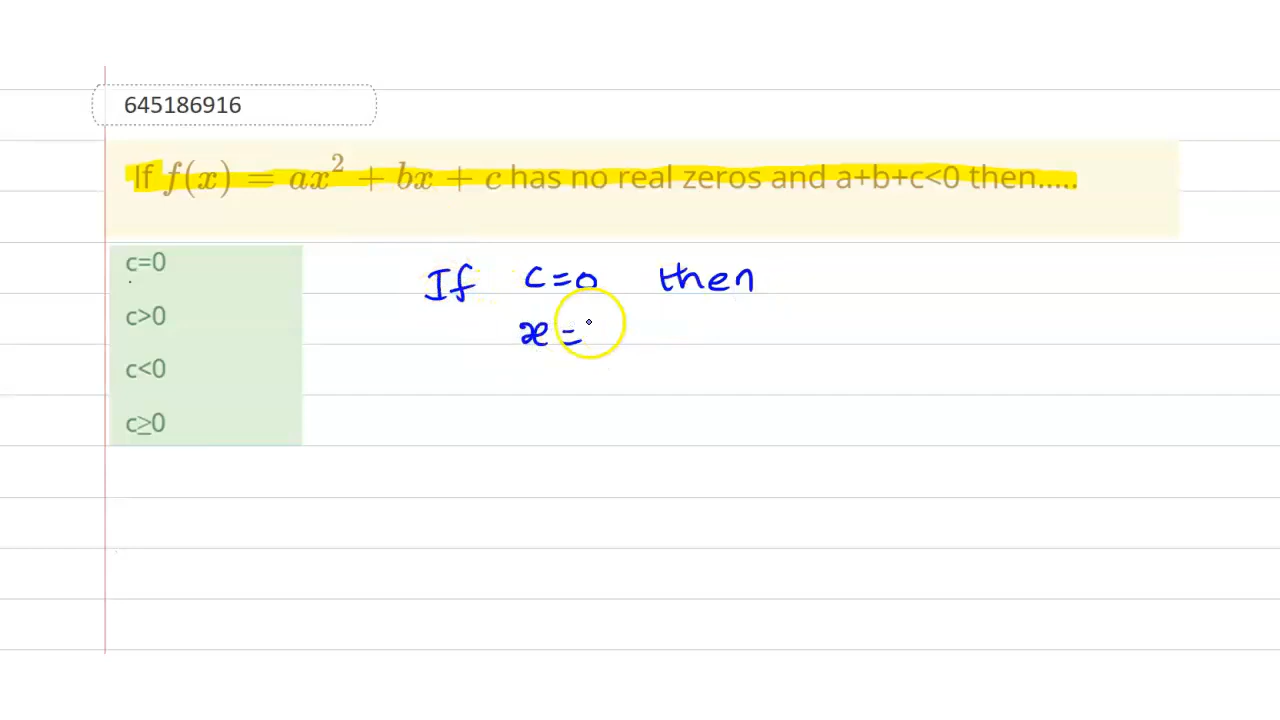 645186916
If f(x) = ax² + bx + c has no real zeros and a+b+c<0 then.....
c=0
c>0
c<0
c≥0
If c=0 then
x=